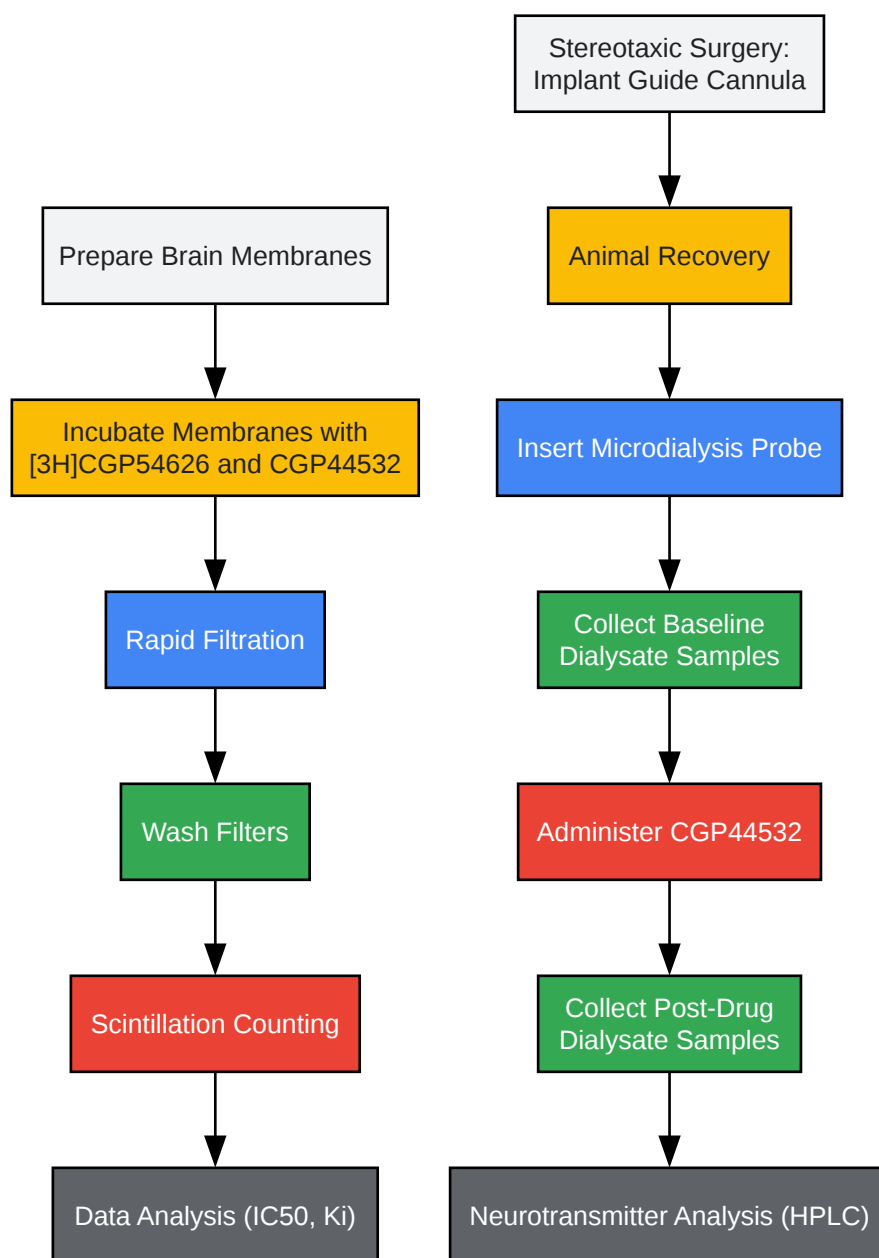 Prepare Brain Membranes
Incubate Membranes with
[3H]CGP54626 and CGP44532
Rapid Filtration
Wash Filters
Scintillation Counting
Data Analysis (IC50, Ki)
Stereotaxic Surgery:
Implant Guide Cannula
Animal Recovery
Insert Microdialysis Probe
Collect Baseline
Dialysate Samples
Administer CGP44532
Collect Post-Drug
Dialysate Samples
Neurotransmitter Analysis (HPLC)